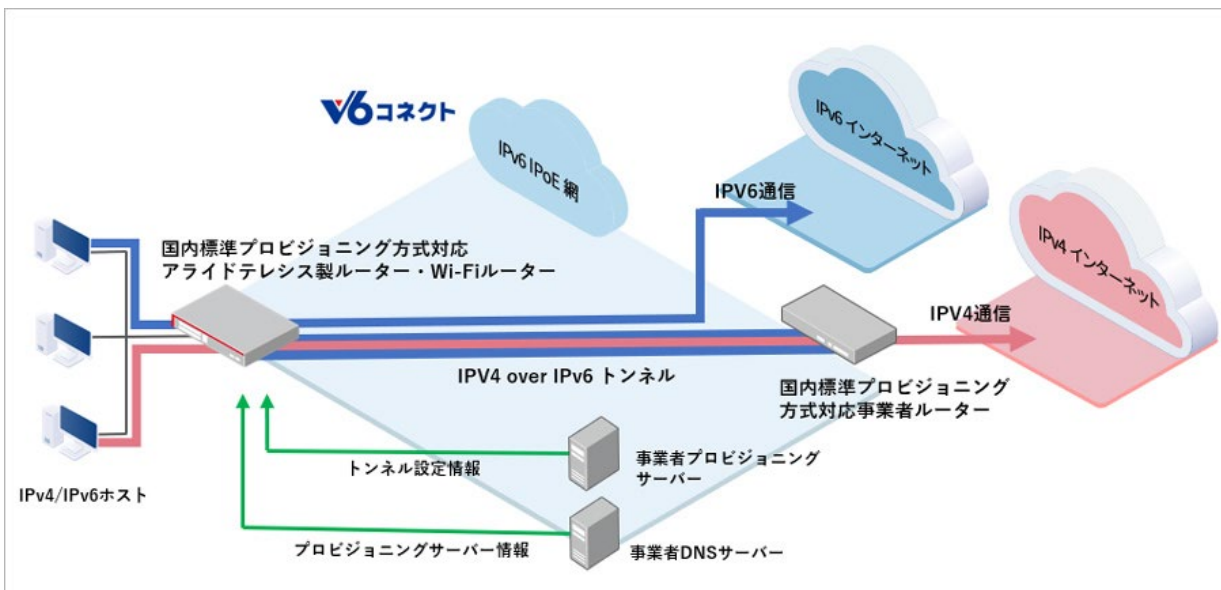 v6コネクト
IPv6 IPoE 網
IPv6 インターネット
IPV6通信
IPv4 インターネット
IPV4通信
国内標準プロビジョニング方式対応
アライドテレシス製ルーター・Wi-Fiルーター
IPV4 over IPv6 トンネル
国内標準プロビジョニング
方式対応事業者ルーター
トンネル設定情報
事業者プロビジョニング
サーバー
IPv4/IPv6ホスト
プロビジョニングサーバー情報
事業者DNSサーバー